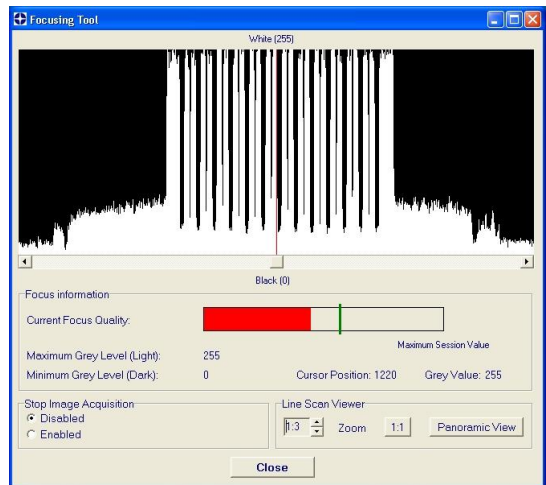 Focusing Tool
White (255)
Black (0)
Focus information
Current Focus Quality:
Maximum Session Value
Maximum Grey Level (Light): 255
Minimum Grey Level (Dark): 0 Cursor Position: 1220 Grey Value: 255
Stop Image Acquisition
Disabled
Enabled
Line Scan Viewer
1:3 Zoom 1:1 Panoramic View
Close